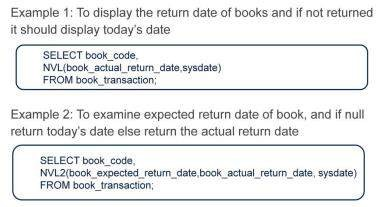 Example 1: To display the return date of books and if not returned
it should display today's date
SELECT book_code,
NVL(book_actual_return_date,sysdate)
FROM book_transaction;
Example 2: To examine expected return date of book, and if null
return today's date else return the actual return date
SELECT book_code,
NVL2(book_expected_return_date,book_actual_return_date, sysdate)
FROM book_transaction;